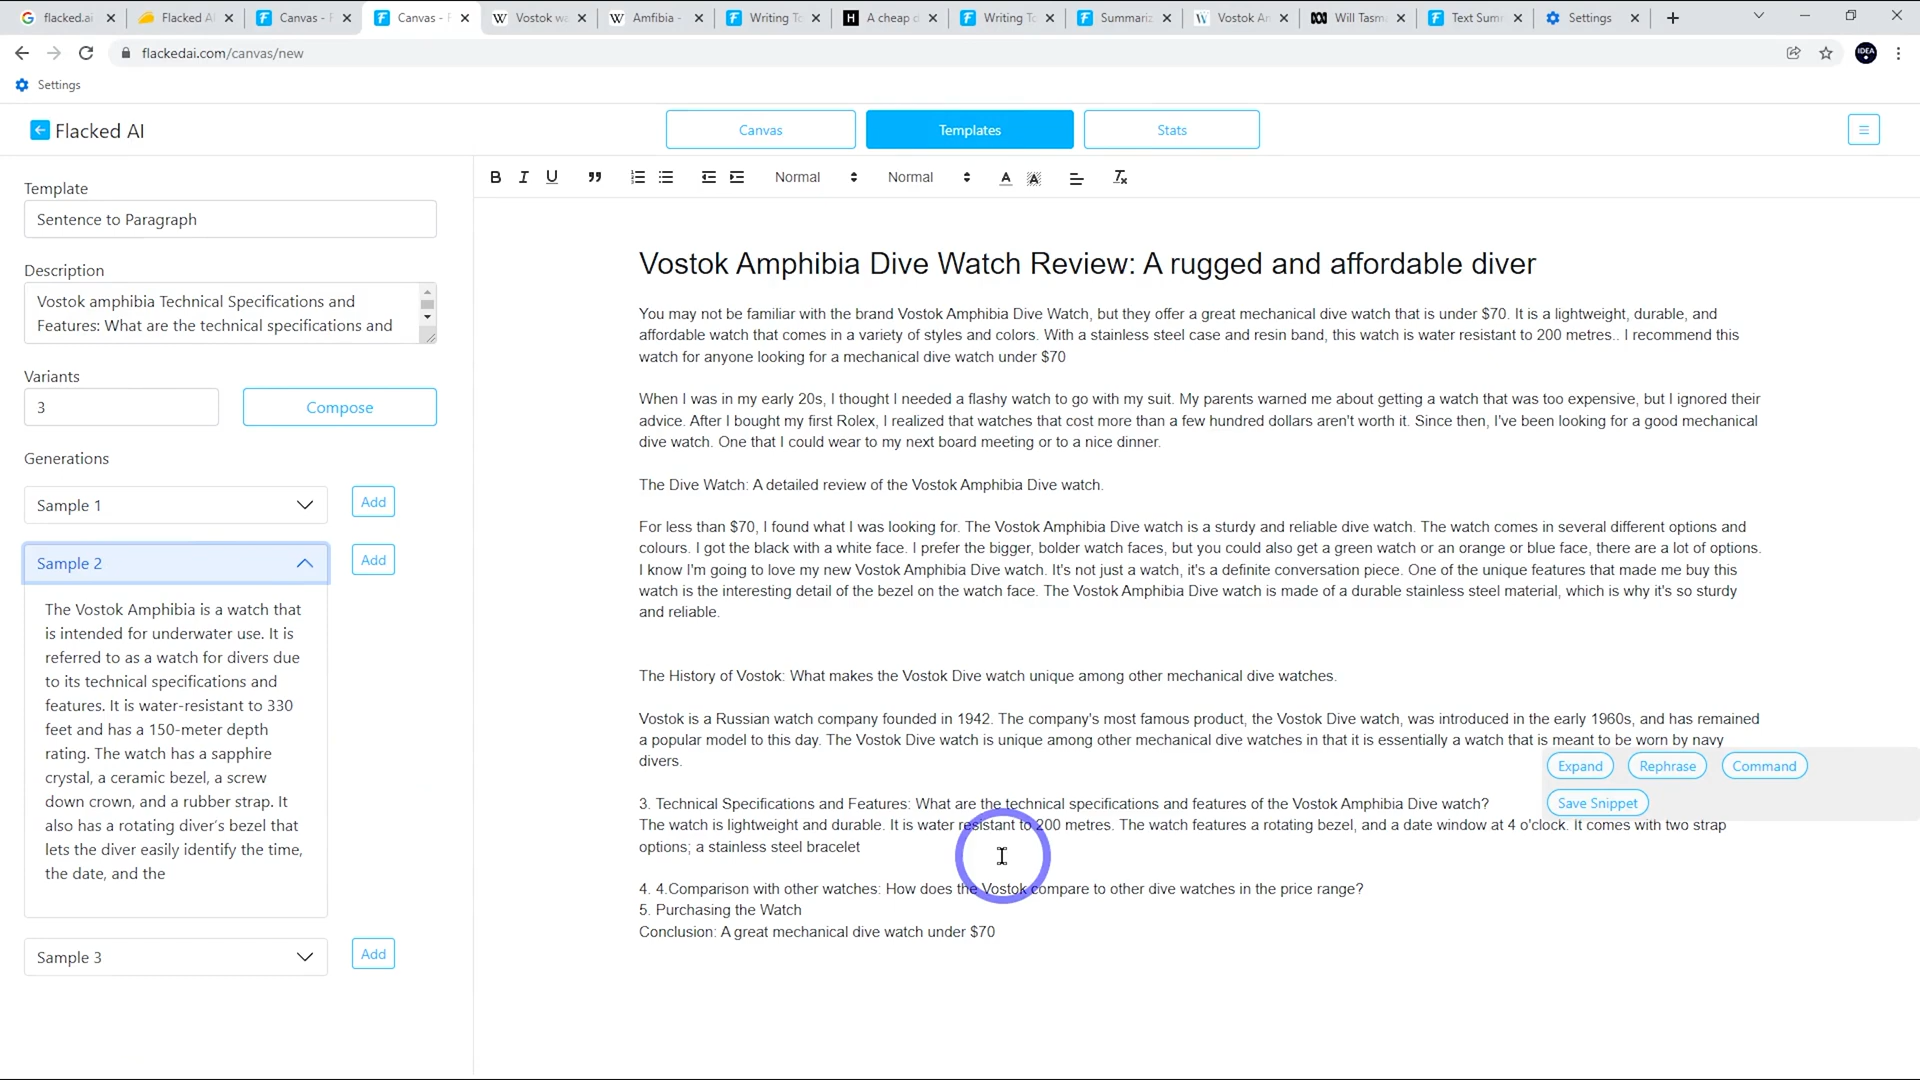 flacked.ai
Flacked AI
Canvas - F
Canvas - F
Vostok wa
Amfibia -
Writing To
A cheap d
Writing To
Summariz
Vostok Am
Will Tasma
Text Sum
Settings
flackedai.com/canvas/new
IDEA
Settings
Flacked AI
Canvas
Templates
Stats
Normal
Normal
Template
Sentence to Paragraph
Description
Vostok amphibia Technical Specifications and
Features: What are the technical specifications and
Variants
3
Compose
Generations
Sample 1
Add
Sample 2
Add
The Vostok Amphibia is a watch that
is intended for underwater use. It is
referred to as a watch for divers due
to its technical specifications and
features. It is water-resistant to 330
feet and has a 150-meter depth
rating. The watch has a sapphire
crystal, a ceramic bezel, a screw
down crown, and a rubber strap. It
also has a rotating diver's bezel that
lets the diver easily identify the time,
the date, and the
Sample 3
Add
Vostok Amphibia Dive Watch Review: A rugged and affordable diver
You may not be familiar with the brand Vostok Amphibia Dive Watch, but they offer a great mechanical dive watch that is under $70. It is a lightweight, durable, and
affordable watch that comes in a variety of styles and colors. With a stainless steel case and resin band, this watch is water resistant to 200 metres.. I recommend this
watch for anyone looking for a mechanical dive watch under $70
When I was in my early 20s, I thought I needed a flashy watch to go with my suit. My parents warned me about getting a watch that was too expensive, but I ignored their
advice. After I bought my first Rolex, I realized that watches that cost more than a few hundred dollars aren't worth it. Since then, I've been looking for a good mechanical
dive watch. One that I could wear to my next board meeting or to a nice dinner.
The Dive Watch: A detailed review of the Vostok Amphibia Dive watch.
For less than $70, I found what I was looking for. The Vostok Amphibia Dive watch is a sturdy and reliable dive watch. The watch comes in several different options and
colours. I got the black with a white face. I prefer the bigger, bolder watch faces, but you could also get a green watch or an orange or blue face, there are a lot of options.
I know I'm going to love my new Vostok Amphibia Dive watch. It's not just a watch, it's a definite conversation piece. One of the unique features that made me buy this
watch is the interesting detail of the bezel on the watch face. The Vostok Amphibia Dive watch is made of a durable stainless steel material, which is why it's so sturdy
and reliable.
The History of Vostok: What makes the Vostok Dive watch unique among other mechanical dive watches.
Vostok is a Russian watch company founded in 1942. The company's most famous product, the Vostok Dive watch, was introduced in the early 1960s, and has remained
a popular model to this day. The Vostok Dive watch is unique among other mechanical dive watches in that it is essentially a watch that is meant to be worn by navy
divers.
Expand
Rephrase
Command
Save Snippet
3. Technical Specifications and Features: What are the technical specifications and features of the Vostok Amphibia Dive watch?
The watch is lightweight and durable. It is water resistant to 200 metres. The watch features a rotating bezel, and a date window at 4 o'clock. It comes with two strap
options; a stainless steel bracelet
4. 4.Comparison with other watches: How does the Vostok compare to other dive watches in the price range?
5. Purchasing the Watch
Conclusion: A great mechanical dive watch under $70